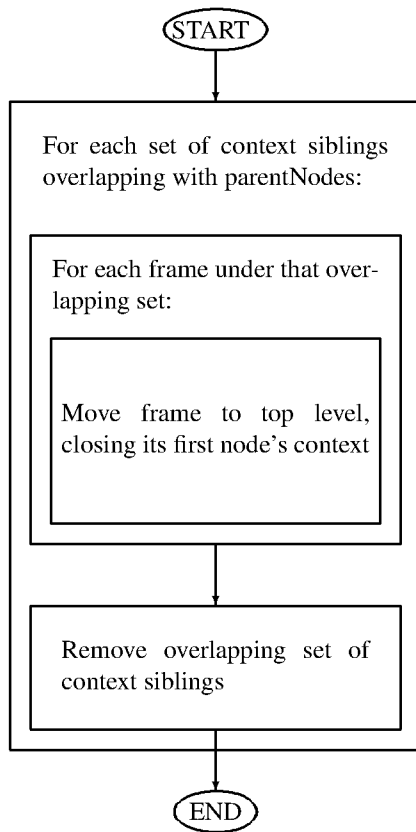 START
For each set of context siblings
overlapping with parentNodes:
For each frame under that over-
lapping set:
Move frame to top level,
closing its first node's context
Remove overlapping set of
context siblings
END